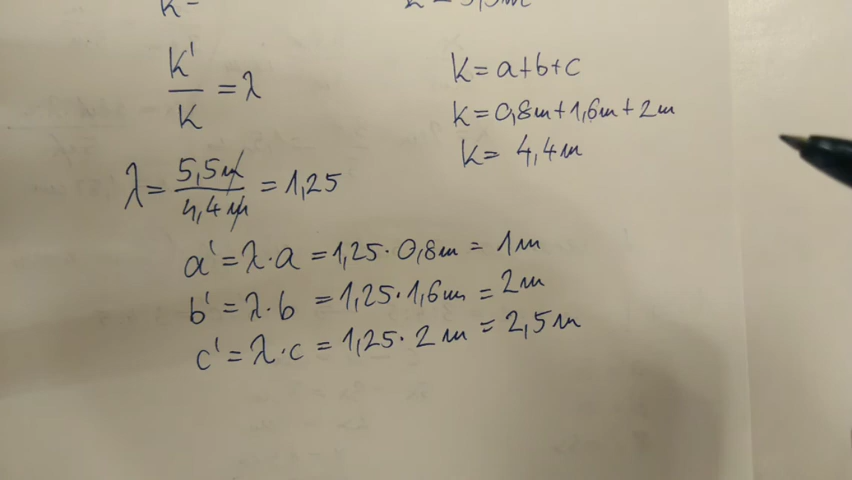 K'/K = λ
K = a+b+c
K = 0,8m+1,6m+2m
K = 4,4m
λ = 5,5m/4,4m = 1,25
a' = λ·a = 1,25·0,8m = 1m
b' = λ·b = 1,25·1,6m = 2m
c' = λ·c = 1,25·2m = 2,5m